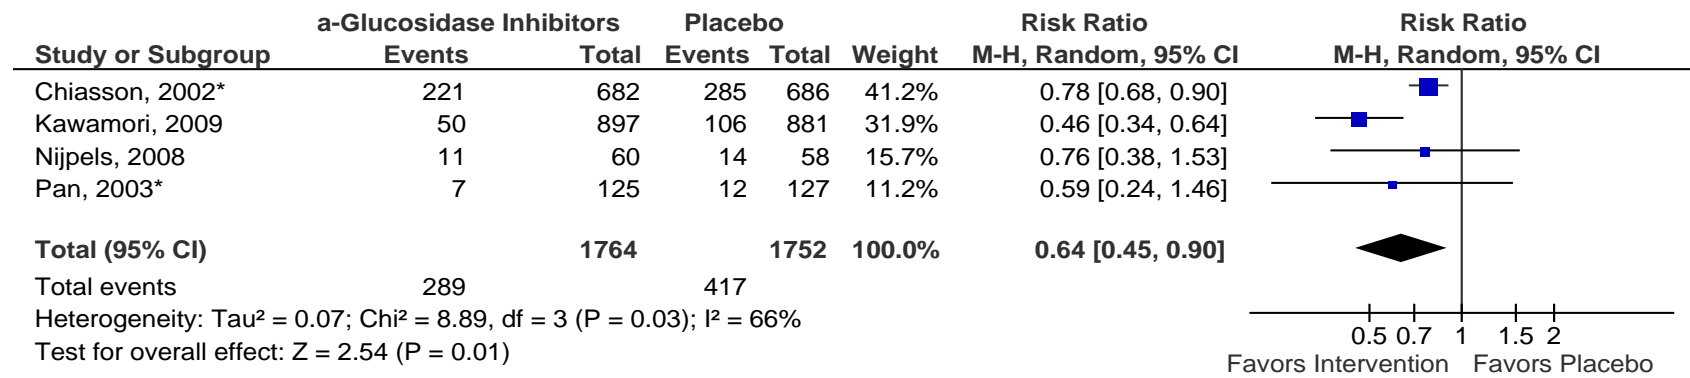 a-Glucosidase Inhibitors Placebo Risk Ratio Risk Ratio
Study or Subgroup Events Total Events Total Weight M-H, Random, 95% CI M-H, Random, 95% CI
Chiasson, 2002* 221 682 285 686 41.2% 0.78 [0.68, 0.90]
Kawamori, 2009 50 897 106 881 31.9% 0.46 [0.34, 0.64]
Nijpels, 2008 11 60 14 58 15.7% 0.76 [0.38, 1.53]
Pan, 2003* 7 125 12 127 11.2% 0.59 [0.24, 1.46]
Total (95% CI) 1764 1752 100.0% 0.64 [0.45, 0.90]
Total events 289 417
Heterogeneity: Tau² = 0.07; Chi² = 8.89, df = 3 (P = 0.03); I² = 66%
Test for overall effect: Z = 2.54 (P = 0.01)
0.5 0.7 1 1.5 2
Favors Intervention Favors Placebo